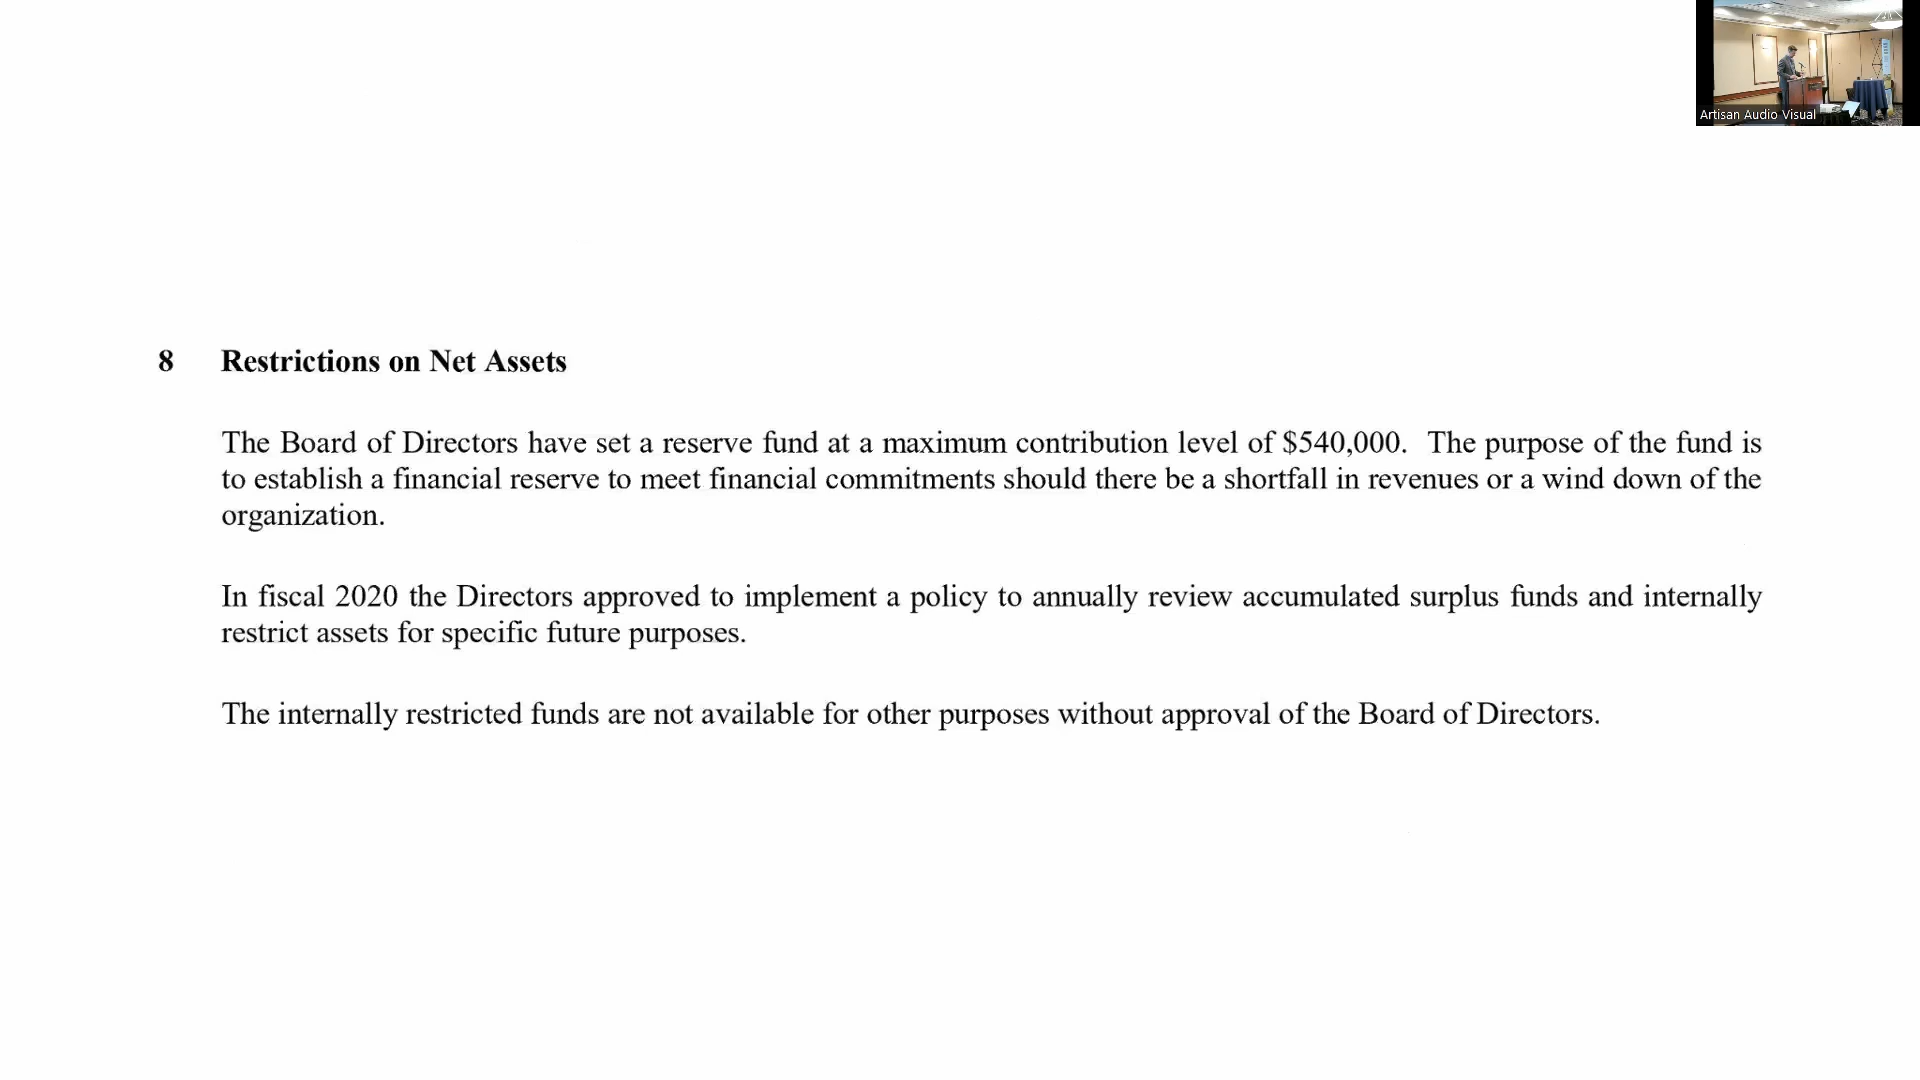 Artisan Audio Visual
8 Restrictions on Net Assets
The Board of Directors have set a reserve fund at a maximum contribution level of $540,000. The purpose of the fund is
to establish a financial reserve to meet financial commitments should there be a shortfall in revenues or a wind down of the
organization.
In fiscal 2020 the Directors approved to implement a policy to annually review accumulated surplus funds and internally
restrict assets for specific future purposes.
The internally restricted funds are not available for other purposes without approval of the Board of Directors.